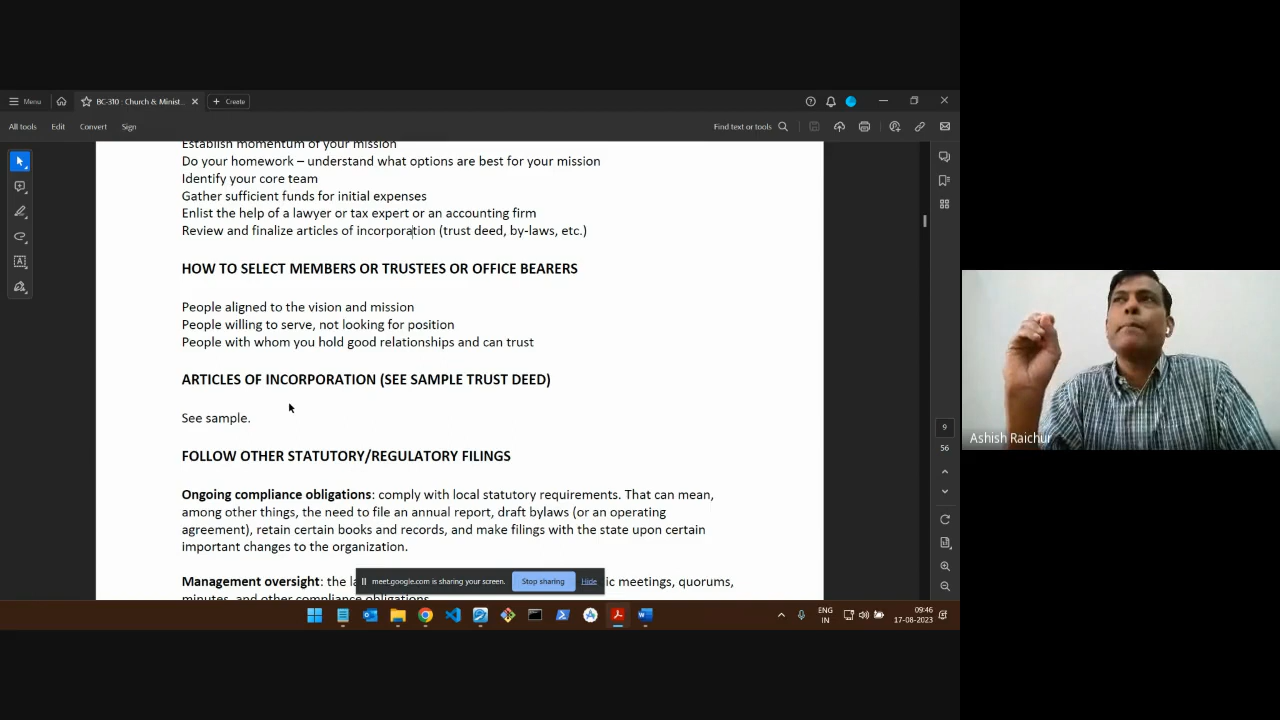 Menu
BC-310 : Church & Minist...
Create
All tools
Edit
Convert
Sign
Find text or tools
Establish momentum of your mission
Do your homework – understand what options are best for your mission
Identify your core team
Gather sufficient funds for initial expenses
Enlist the help of a lawyer or tax expert or an accounting firm
Review and finalize articles of incorporation (trust deed, by-laws, etc.)
HOW TO SELECT MEMBERS OR TRUSTEES OR OFFICE BEARERS
People aligned to the vision and mission
People willing to serve, not looking for position
People with whom you hold good relationships and can trust
ARTICLES OF INCORPORATION (SEE SAMPLE TRUST DEED)
See sample.
FOLLOW OTHER STATUTORY/REGULATORY FILINGS
Ongoing compliance obligations: comply with local statutory requirements. That can mean,
among other things, the need to file an annual report, draft bylaws (or an operating
agreement), retain certain books and records, and make filings with the state upon certain
important changes to the organization.
Management oversight: the la
ic meetings, quorums,
minutes, and other compliance obligations
meet.google.com is sharing your screen.
Stop sharing
Hide
9
56
Ashish Raichur
ENG
IN
09:46
17-08-2023